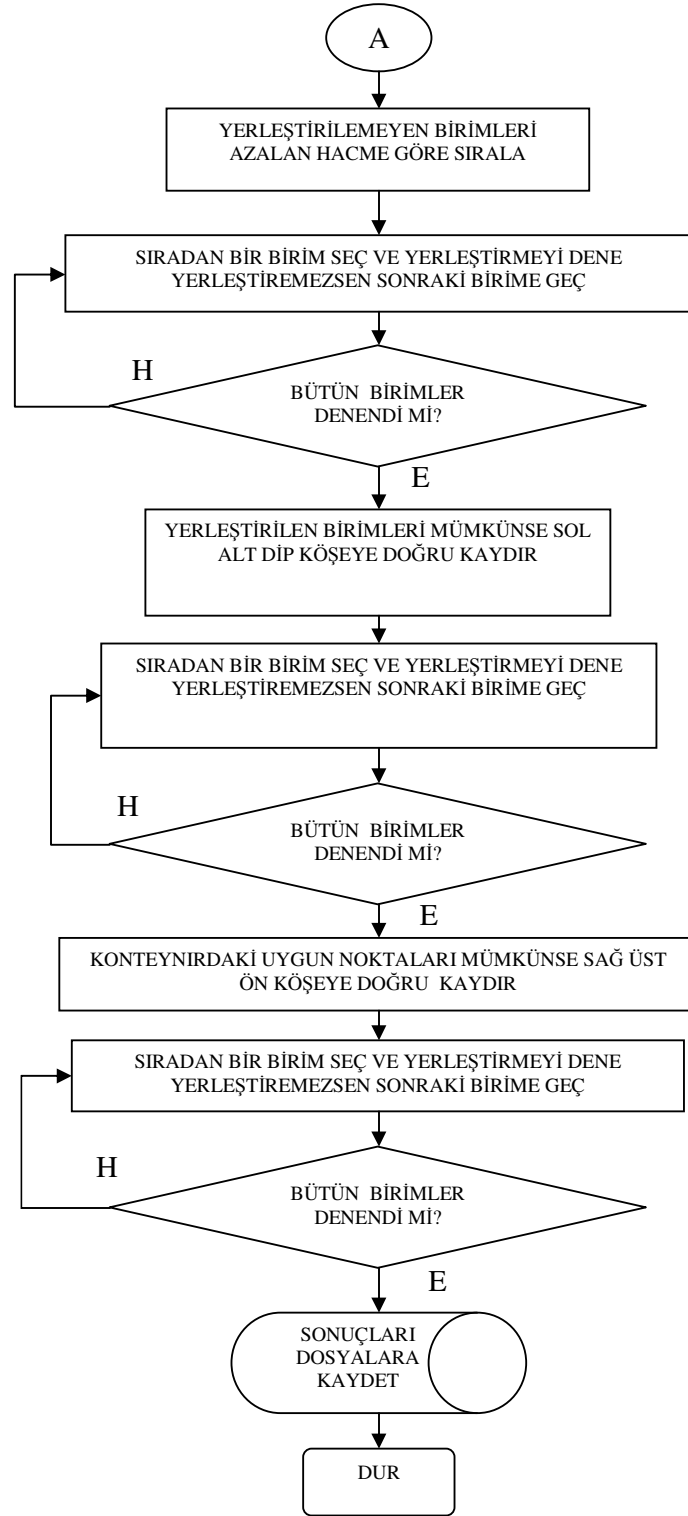 A
YERLEŞTİRİLEMEYEN BİRİMLERİ
AZALAN HACME GÖRE SIRALA
SIRADAN BİR BİRİM SEÇ VE YERLEŞTİRMEYİ DENE
YERLEŞTİREMEZSEN SONRAKİ BİRİME GEÇ
H
BÜTÜN BİRİMLER
DENENDİ Mİ?
E
YERLEŞTİRİLEN BİRİMLERİ MÜMKÜNSE SOL
ALT DİP KÖŞEYE DOĞRU KAYDIR
SIRADAN BİR BİRİM SEÇ VE YERLEŞTİRMEYİ DENE
YERLEŞTİREMEZSEN SONRAKİ BİRİME GEÇ
H
BÜTÜN BİRİMLER
DENENDİ Mİ?
E
KONTEYNIRDAKİ UYGUN NOKTALARI MÜMKÜNSE SAĞ ÜST
ÖN KÖŞEYE DOĞRU KAYDIR
SIRADAN BİR BİRİM SEÇ VE YERLEŞTİRMEYİ DENE
YERLEŞTİREMEZSEN SONRAKİ BİRİME GEÇ
H
BÜTÜN BİRİMLER
DENENDİ Mİ?
E
SONUÇLARI
DOSYALARA
KAYDET
DUR